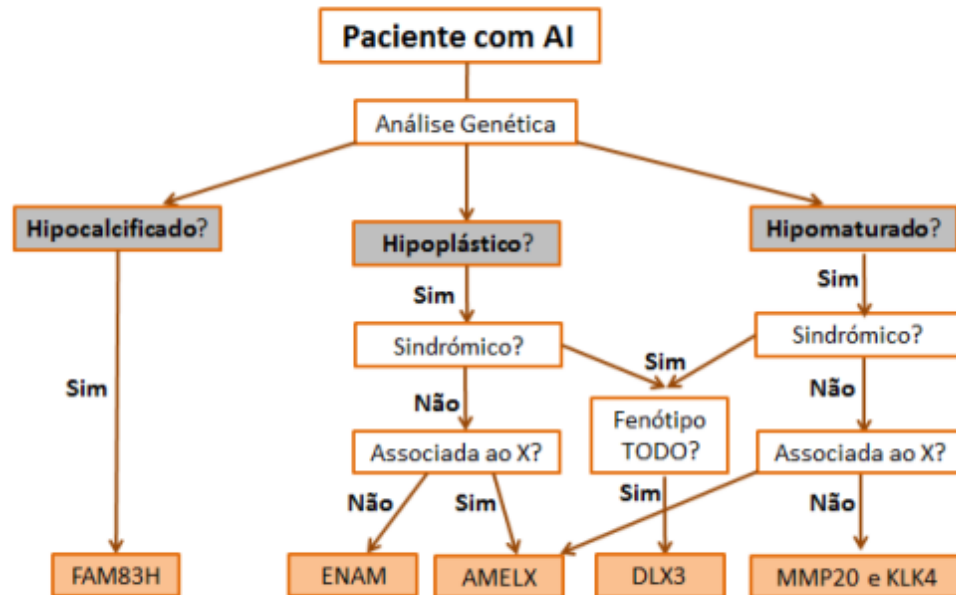 Paciente com AI
Análise Genética
Hipocalcificado?
Hipoplástico?
Hipomaturado?
Sim
Sim
Sindrómico?
Sindrómico?
Sim
Sim
Não
Não
Fenótipo
TODO?
Associada ao X?
Associada ao X?
Não
Sim
Sim
Não
FAM83H
ENAM
AMELX
DLX3
MMP20 e KLK4